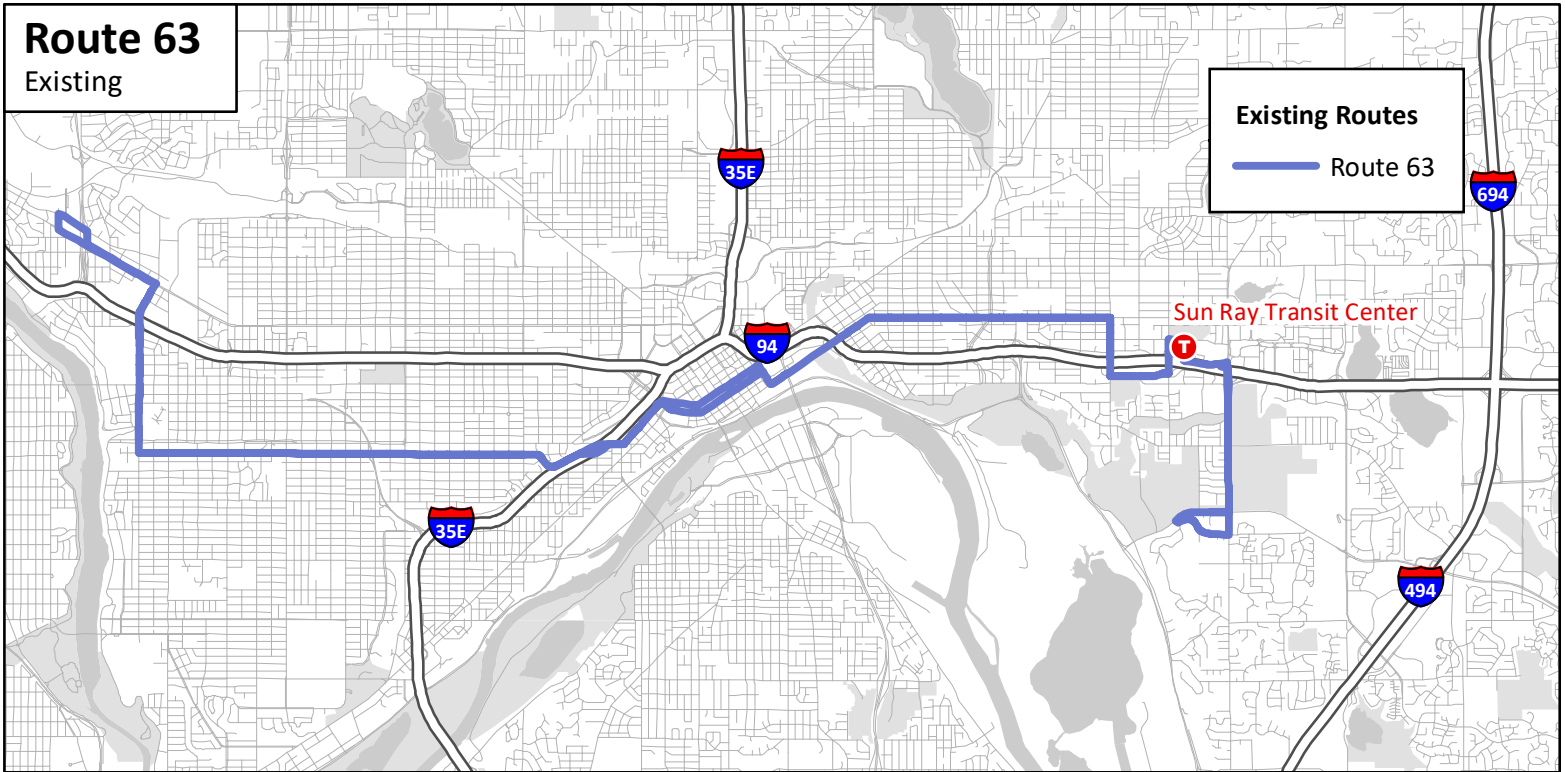 Route 63
Existing
Existing Routes
Route 63
35E
694
Sun Ray Transit Center
T
94
35E
494